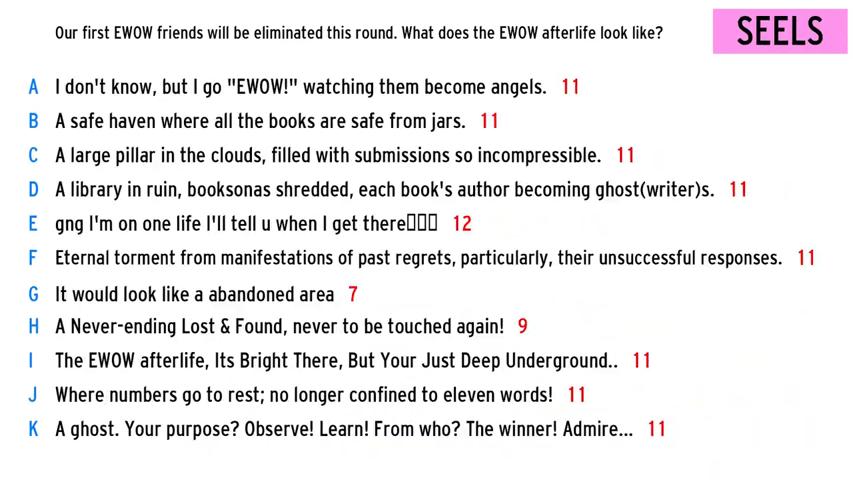 Our first EWOW friends will be eliminated this round. What does the EWOW afterlife look like?
SEELS
A I don't know, but I go "EWOW!" watching them become angels. 11
B A safe haven where all the books are safe from jars. 11
C A large pillar in the clouds, filled with submissions so incompressible. 11
D A library in ruin, booksonas shredded, each book's author becoming ghost(writer)s. 11
E gng I'm on one life I'll tell u when I get there▯▯▯ 12
F Eternal torment from manifestations of past regrets, particularly, their unsuccessful responses. 11
G It would look like a abandoned area 7
H A Never-ending Lost & Found, never to be touched again! 9
I The EWOW afterlife, Its Bright There, But Your Just Deep Underground.. 11
J Where numbers go to rest; no longer confined to eleven words! 11
K A ghost. Your purpose? Observe! Learn! From who? The winner! Admire... 11